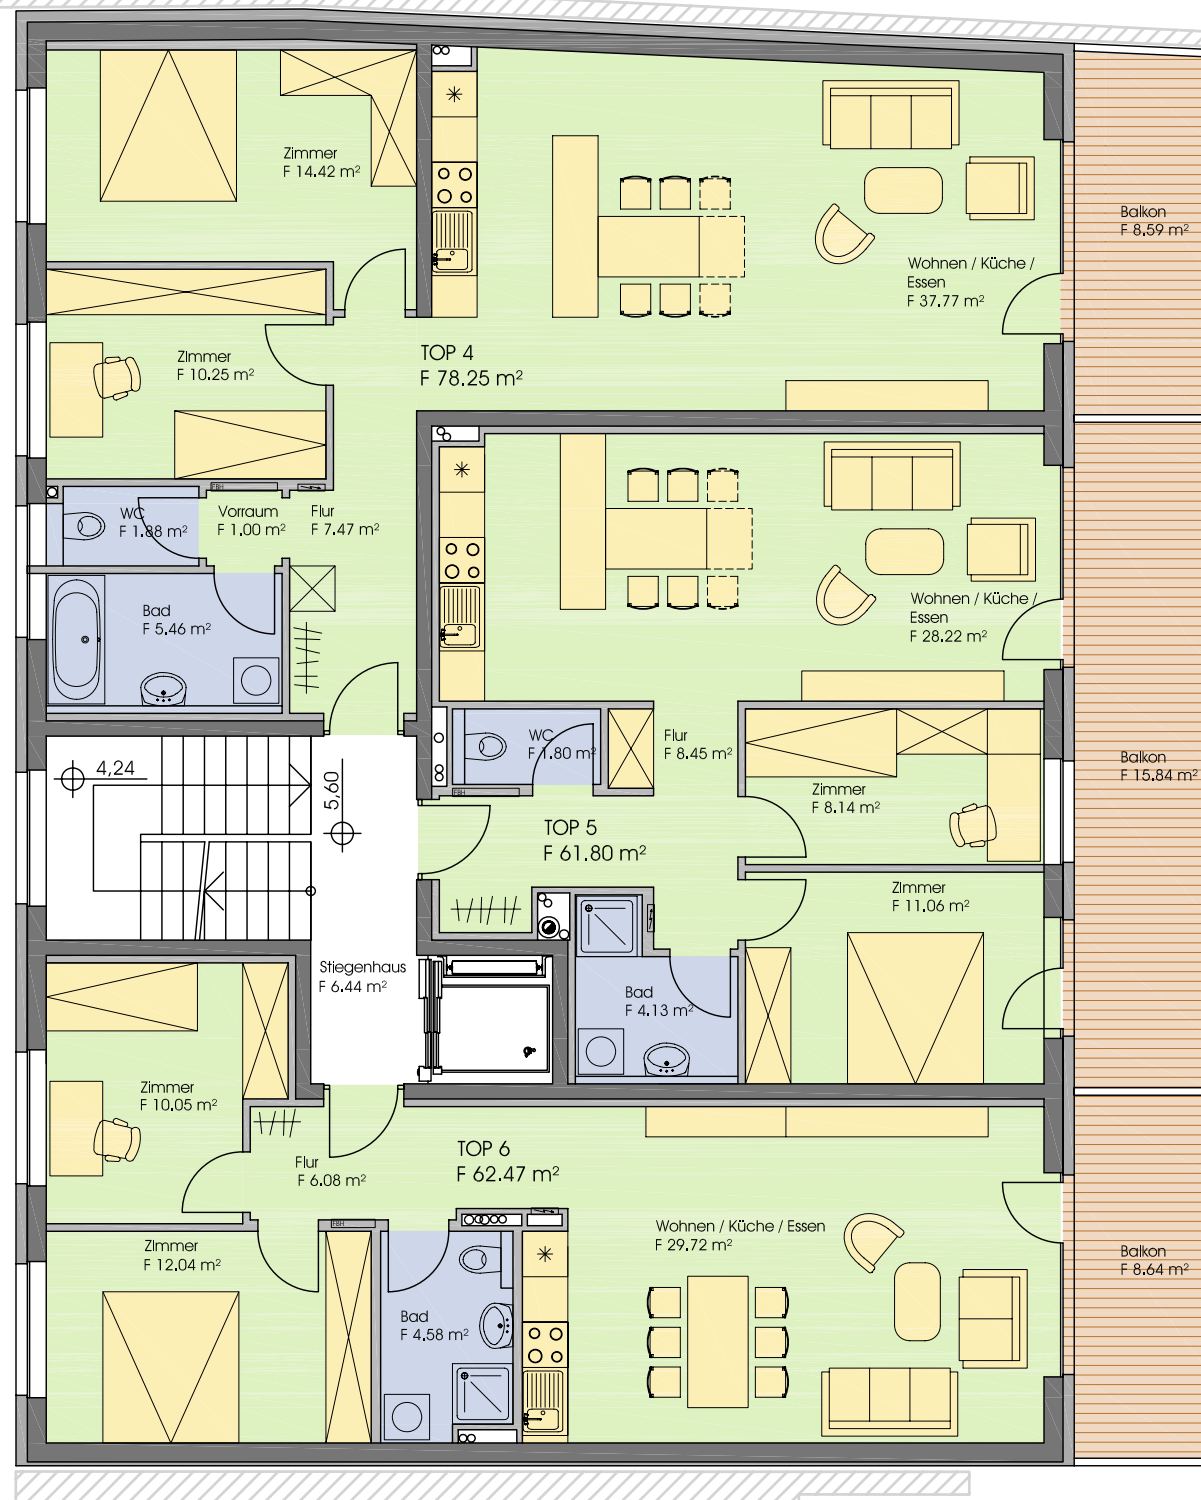 Zimmer
F 14.42 m²
Balkon
F 8.59 m²
Wohnen / Küche /
Essen
F 37.77 m²
TOP 4
F 78.25 m²
Zimmer
F 10.25 m²
FBH
WC
F 1.88 m²
Vorraum
F 1.00 m²
Flur
F 7.47 m²
Bad
F 5.46 m²
Wohnen / Küche /
Essen
F 28.22 m²
WC
F 1.80 m²
Flur
F 8.45 m²
FBH
Balkon
F 15.84 m²
Zimmer
F 8.14 m²
4,24
5,60
TOP 5
F 61.80 m²
Zimmer
F 11.06 m²
Stiegenhaus
F 6.44 m²
Bad
F 4.13 m²
Zimmer
F 10.05 m²
TOP 6
F 62.47 m²
Flur
F 6.08 m²
FBH
Zimmer
F 12.04 m²
Wohnen / Küche / Essen
F 29.72 m²
Balkon
F 8.64 m²
Bad
F 4.58 m²